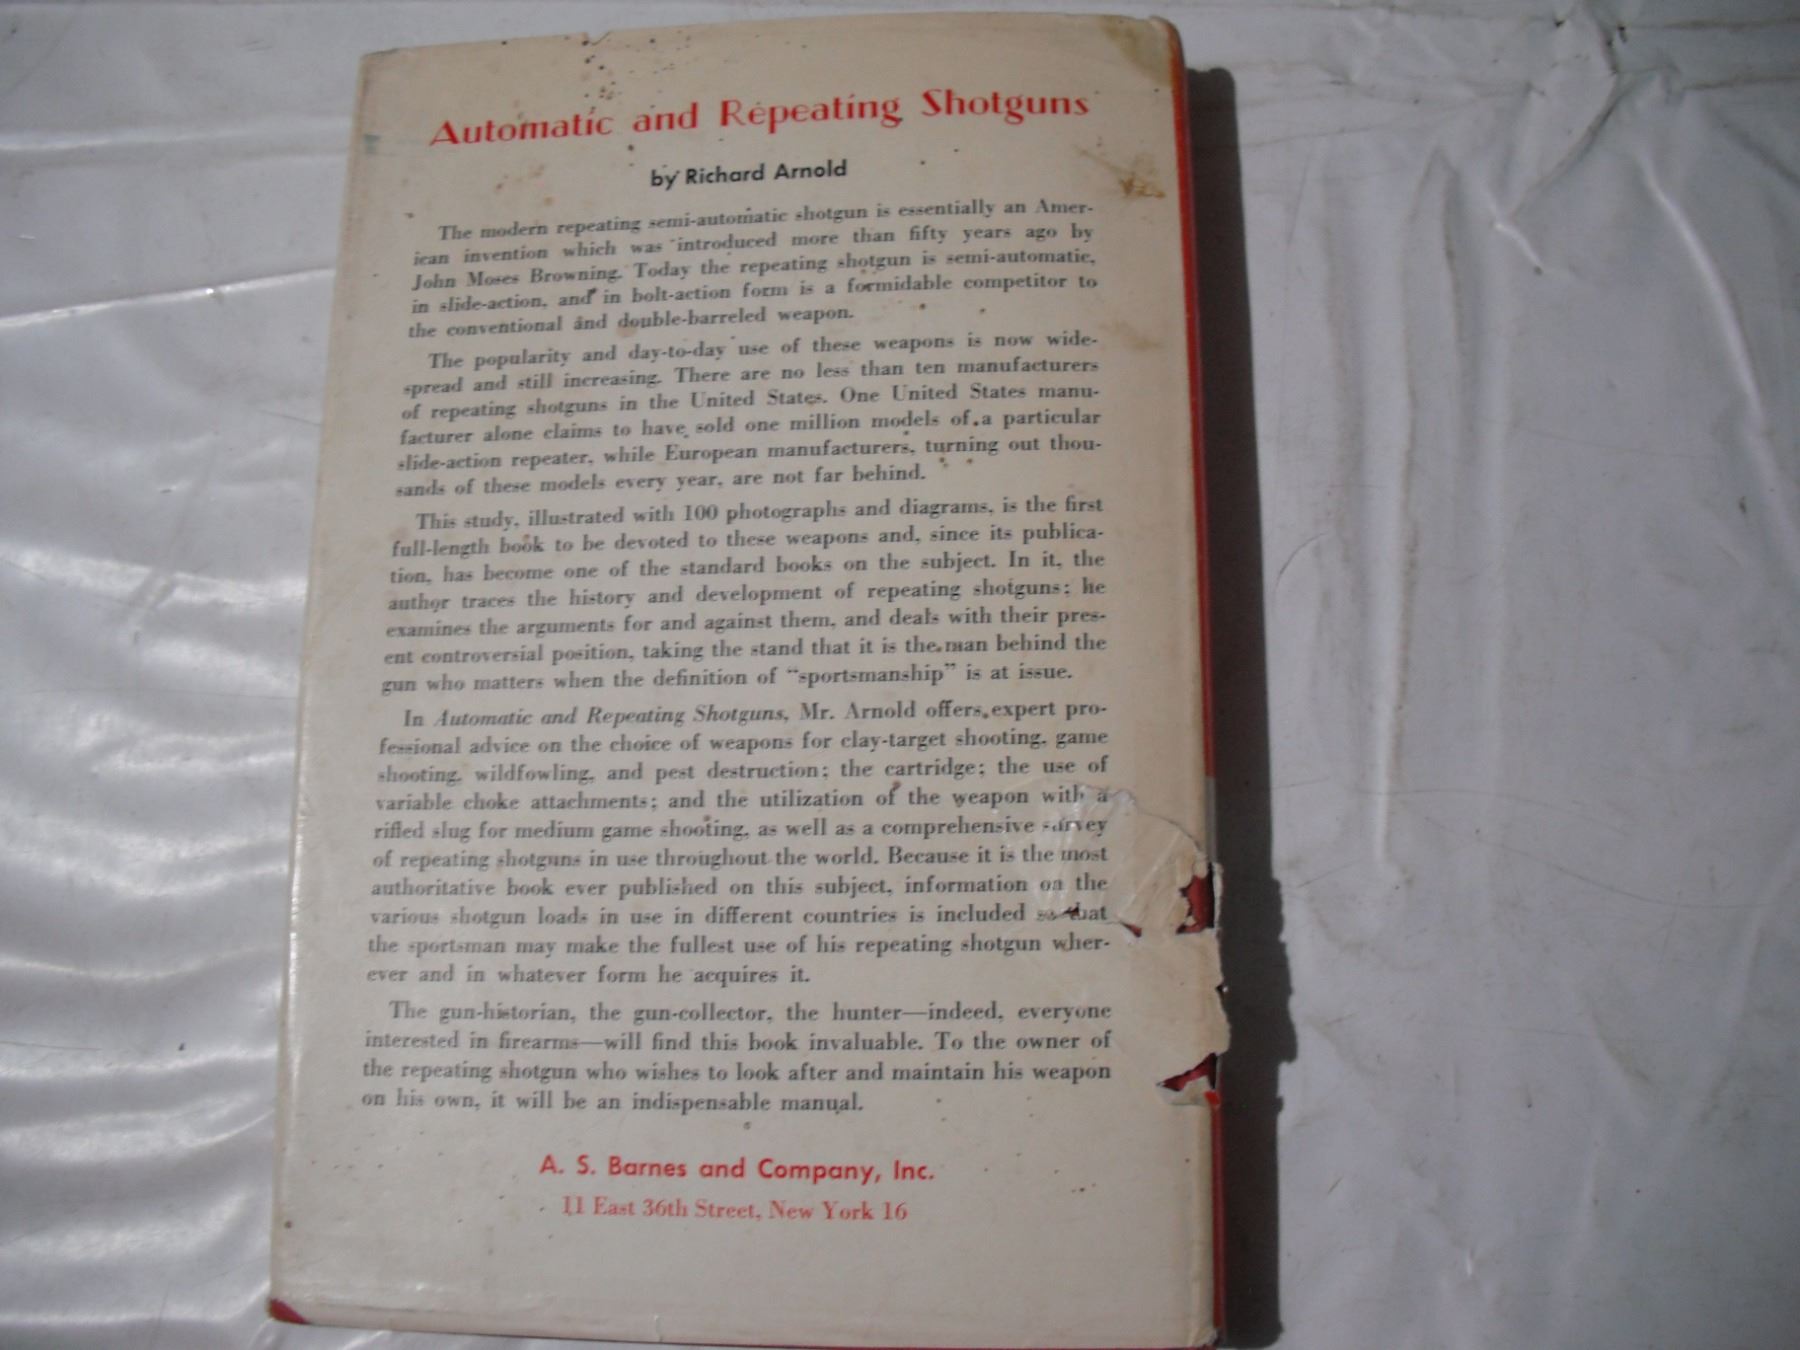 Automatic and Repeating Shotguns
by Richard Arnold
The modern repeating semi-automatic shotgun is essentially an Amer-
ican invention which was introduced more than fifty years ago by
John Moses Browning. Today the repeating shotgun is semi-automatic,
in slide-action, and in bolt-action form is a formidable competitor to
the conventional and double-barreled weapon.
The popularity and day-to-day use of these weapons is now wide-
spread and still increasing. There are no less than ten manufacturers
of repeating shotguns in the United States. One United States manu-
facturer alone claims to have sold one million models of a particular
slide-action repeater, while European manufacturers, turning out thou-
sands of these models every year, are not far behind.
This study, illustrated with 100 photographs and diagrams, is the first
full-length book to be devoted to these weapons and, since its publica-
tion, has become one of the standard books on the subject. In it, the
author traces the history and development of repeating shotguns; he
examines the arguments for and against them, and deals with their pres-
ent controversial position, taking the stand that it is the man behind the
gun who matters when the definition of "sportsmanship" is at issue.
In Automatic and Repeating Shotguns, Mr. Arnold offers expert pro-
fessional advice on the choice of weapons for clay-target shooting, game
shooting, wildfowling, and pest destruction; the cartridge; the use of
variable choke attachments; and the utilization of the weapon with a
rifled slug for medium game shooting, as well as a comprehensive survey
of repeating shotguns in use throughout the world. Because it is the most
authoritative book ever published on this subject, information on the
various shotgun loads in use in different countries is included so that
the sportsman may make the fullest use of his repeating shotgun wher-
ever and in whatever form he acquires it.
The gun-historian, the gun-collector, the hunter—indeed, everyone
interested in firearms—will find this book invaluable. To the owner of
the repeating shotgun who wishes to look after and maintain his weapon
on his own, it will be an indispensable manual.
A. S. Barnes and Company, Inc.
11 East 36th Street, New York 16